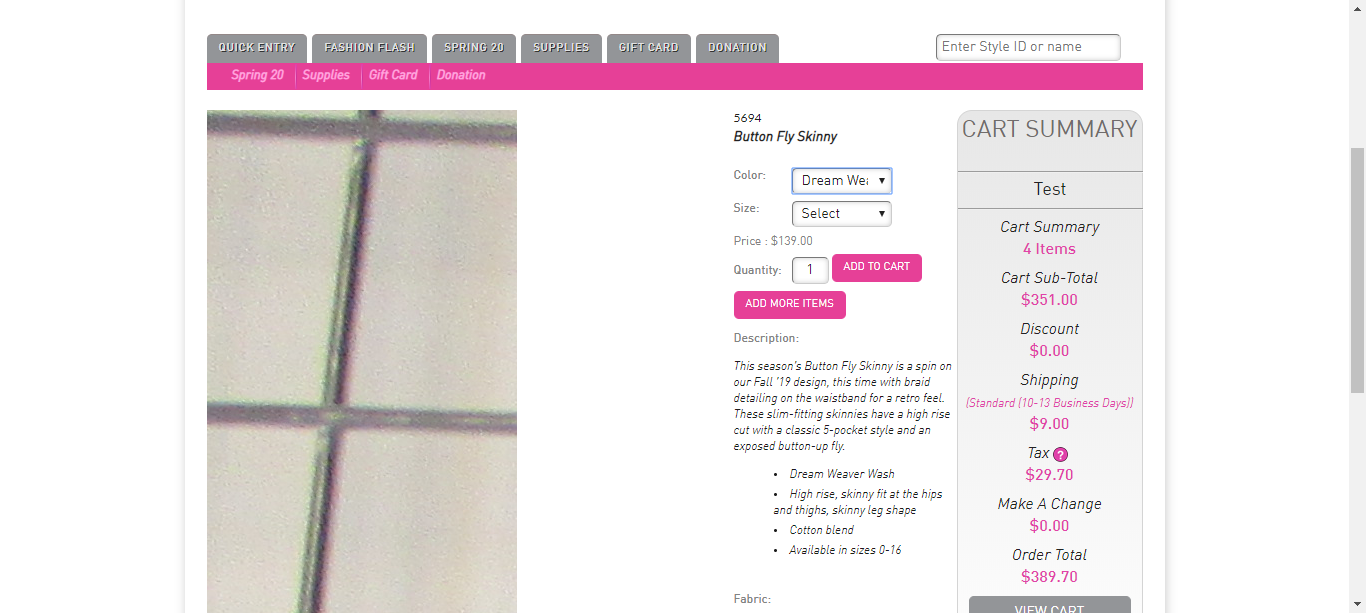 QUICK ENTRY
FASHION FLASH
SPRING 20
SUPPLIES
GIFT CARD
DONATION
Enter Style ID or name
Spring 20
Supplies
Gift Card
Donation
5694
Button Fly Skinny
Color:
Dream
Size:
Select
Price : $139.00
Quantity:
1
ADD TO CART
ADD MORE ITEMS
Description:
This season's Button Fly Skinny is a spin on
our Fall '19 design, this time with braid
detailing on the waistband for a retro feel.
These slim-fitting skinnies have a high rise
cut with a classic 5-pocket style and an
exposed button-up fly.
• Dream Weaver Wash
• High rise, skinny fit at the hips
and thighs, skinny leg shape
• Cotton blend
• Available in sizes 0-16
Fabric:
CART SUMMARY
Test
Cart Summary
4 Items
Cart Sub-Total
$351.00
Discount
$0.00
Shipping
(Standard (10-13 Business Days))
$9.00
Tax ?
$29.70
Make A Change
$0.00
Order Total
$389.70
VIEW CART